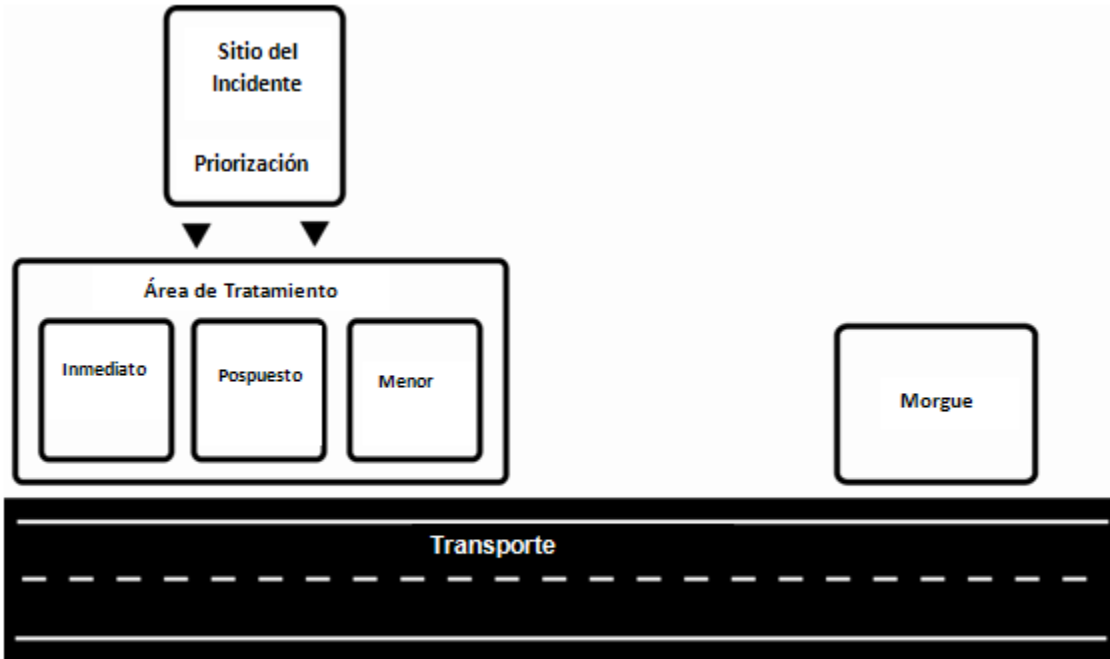 Sitio del
Incidente
Priorización
Área de Tratamiento
Inmediato
Pospuesto
Menor
Morgue
Transporte